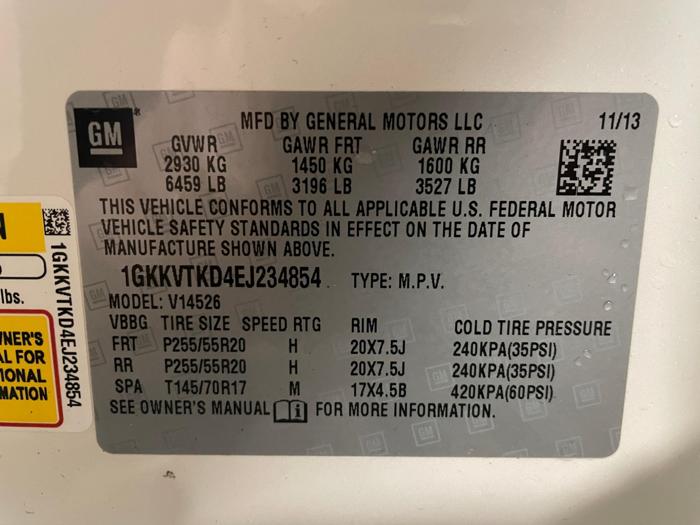 GM
MFD BY GENERAL MOTORS LLC 11/13
GVWR GAWR FRT GAWR RR
2930 KG 1450 KG 1600 KG
6459 LB 3196 LB 3527 LB
THIS VEHICLE CONFORMS TO ALL APPLICABLE U.S. FEDERAL MOTOR
VEHICLE SAFETY STANDARDS IN EFFECT ON THE DATE OF
MANUFACTURE SHOWN ABOVE.
1GKKVTKD4EJ234854 TYPE: M.P.V.
MODEL: V14526
VBBG TIRE SIZE SPEED RTG RIM COLD TIRE PRESSURE
FRT P255/55R20 H 20X7.5J 240KPA(35PSI)
RR P255/55R20 H 20X7.5J 240KPA(35PSI)
SPA T145/70R17 M 17X4.5B 420KPA(60PSI)
SEE OWNER'S MANUAL i FOR MORE INFORMATION.
lbs.
1GKKVTKD4EJ234854